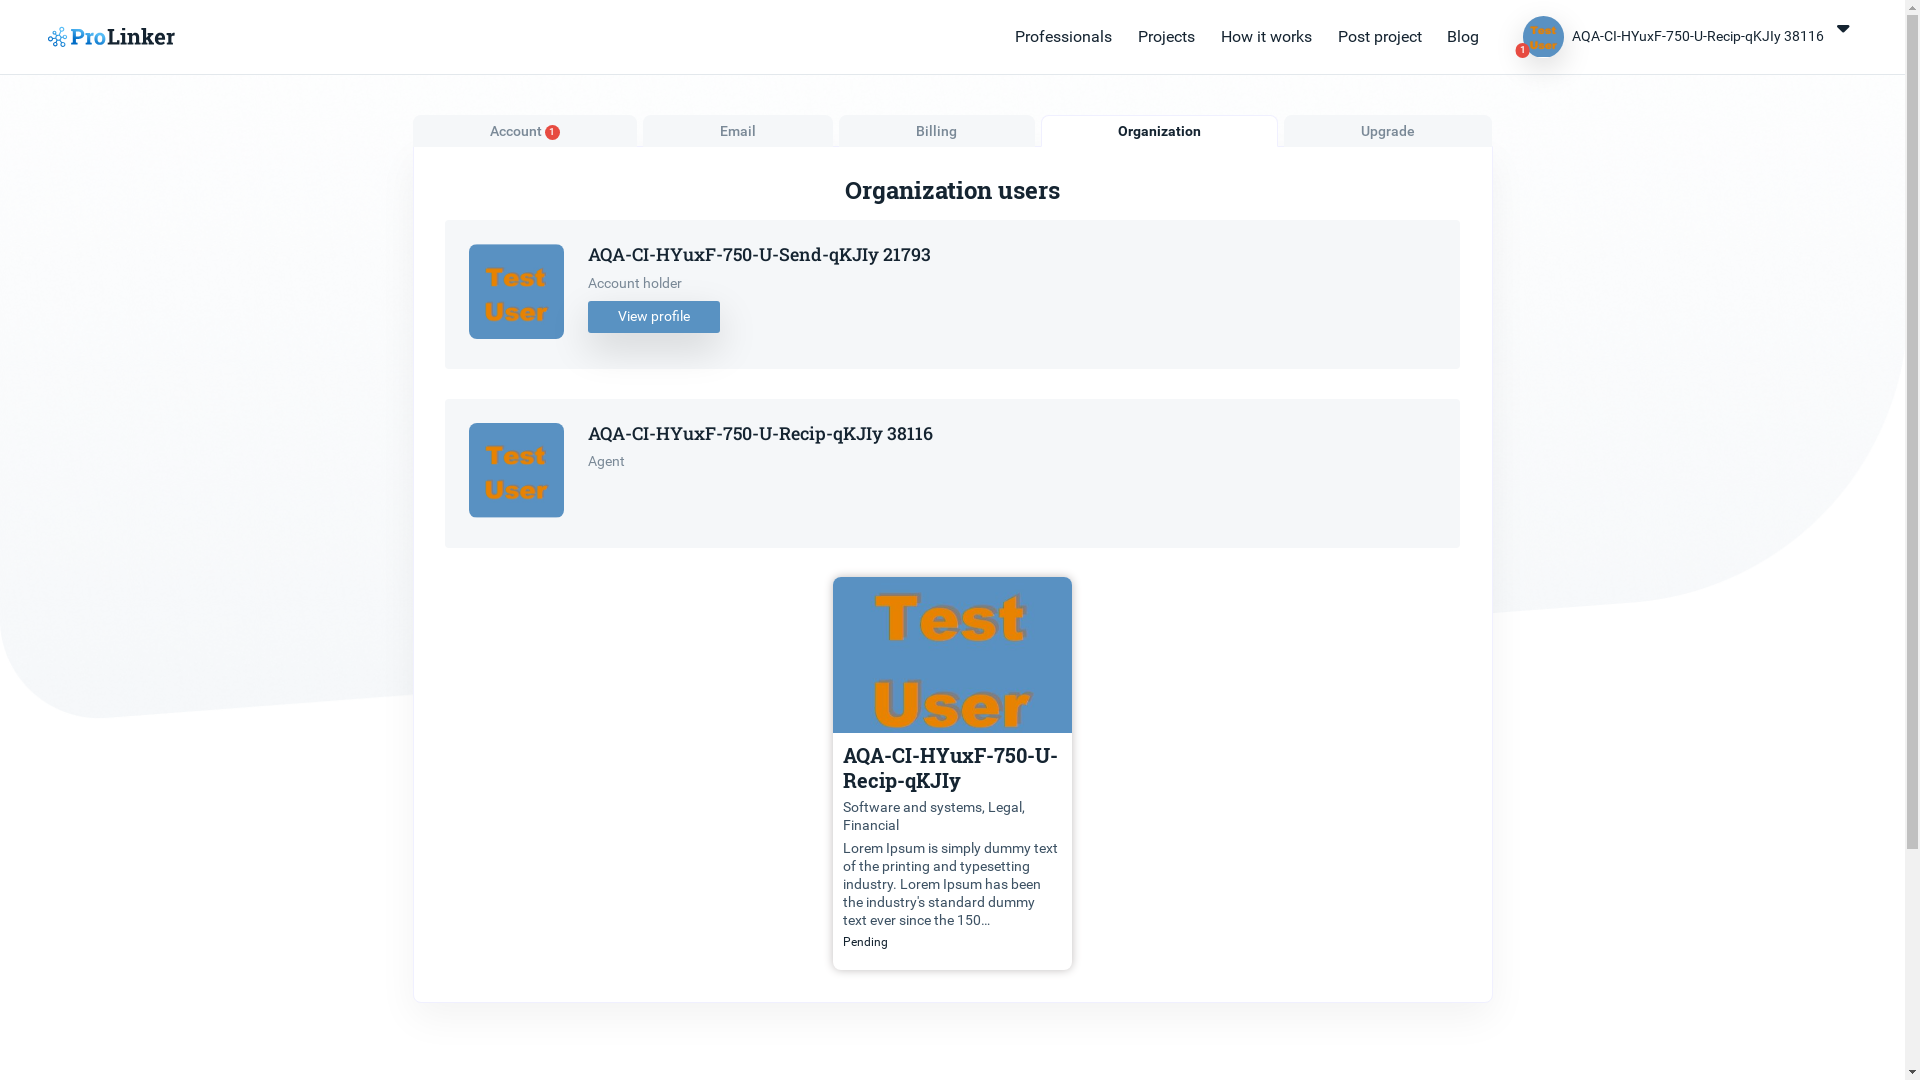 ProLinker
Professionals
Projects
How it works
Post project
Blog
Test
User
1
AQA-CI-HYuxF-750-U-Recip-qKJIy 38116
Account 1
Email
Billing
Organization
Upgrade
Organization users
Test
User
AQA-CI-HYuxF-750-U-Send-qKJIy 21793
Account holder
View profile
Test
User
AQA-CI-HYuxF-750-U-Recip-qKJIy 38116
Agent
Test
User
AQA-CI-HYuxF-750-U-
Recip-qKJIy
Software and systems, Legal,
Financial
Lorem Ipsum is simply dummy text
of the printing and typesetting
industry. Lorem Ipsum has been
the industry's standard dummy
text ever since the 150...
Pending